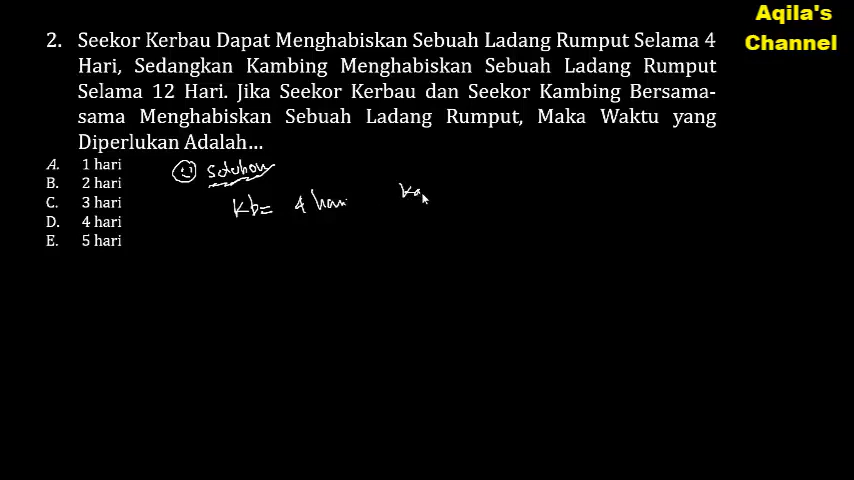 Aqila's
Channel
2. Seekor Kerbau Dapat Menghabiskan Sebuah Ladang Rumput Selama 4
Hari, Sedangkan Kambing Menghabiskan Sebuah Ladang Rumput
Selama 12 Hari. Jika Seekor Kerbau dan Seekor Kambing Bersama-
sama Menghabiskan Sebuah Ladang Rumput, Maka Waktu yang
Diperlukan Adalah...
A. 1 hari
B. 2 hari
C. 3 hari
D. 4 hari
E. 5 hari
Kb= 4 hari Ka